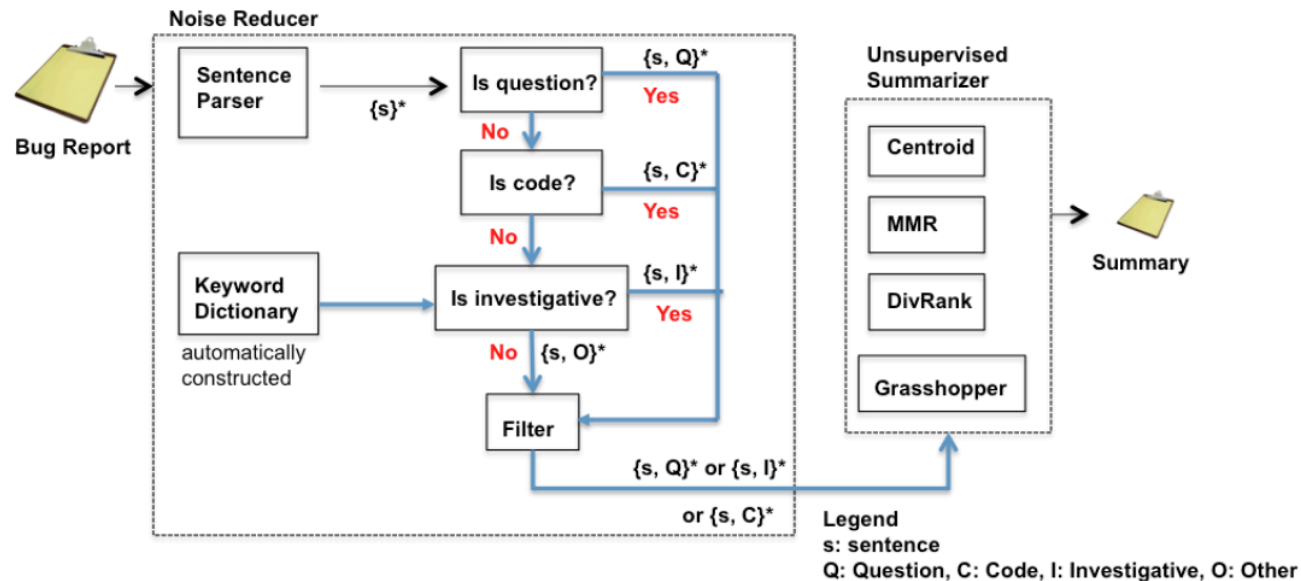 Noise Reducer
Bug Report
Sentence
Parser
{s}*
Is question?
{s, Q}*
Yes
No
Is code?
{s, C}*
Yes
No
Keyword
Dictionary
automatically
constructed
Is investigative?
{s, I}*
Yes
No
{s, O}*
Filter
{s, Q}* or {s, I}*
or {s, C}*
Unsupervised
Summarizer
Centroid
MMR
DivRank
Grasshopper
Summary
Legend
s: sentence
Q: Question, C: Code, I: Investigative, O: Other